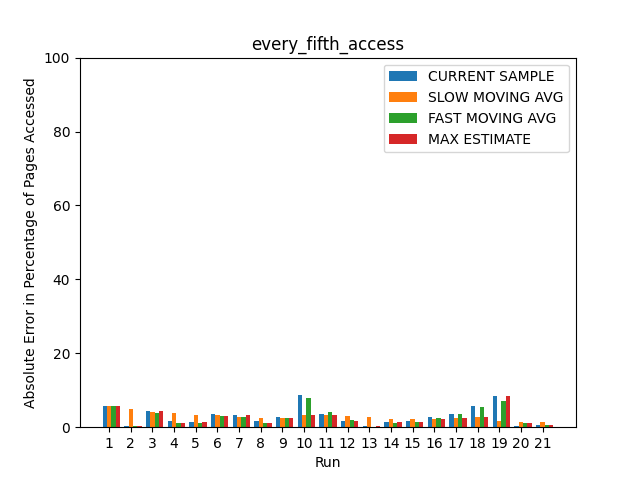 every_fifth_access
Absolute Error in Percentage of Pages Accessed
100
80
60
40
20
0
CURRENT SAMPLE
SLOW MOVING AVG
FAST MOVING AVG
MAX ESTIMATE
1 2 3 4 5 6 7 8 9 10 11 12 13 14 15 16 17 18 19 20 21
Run